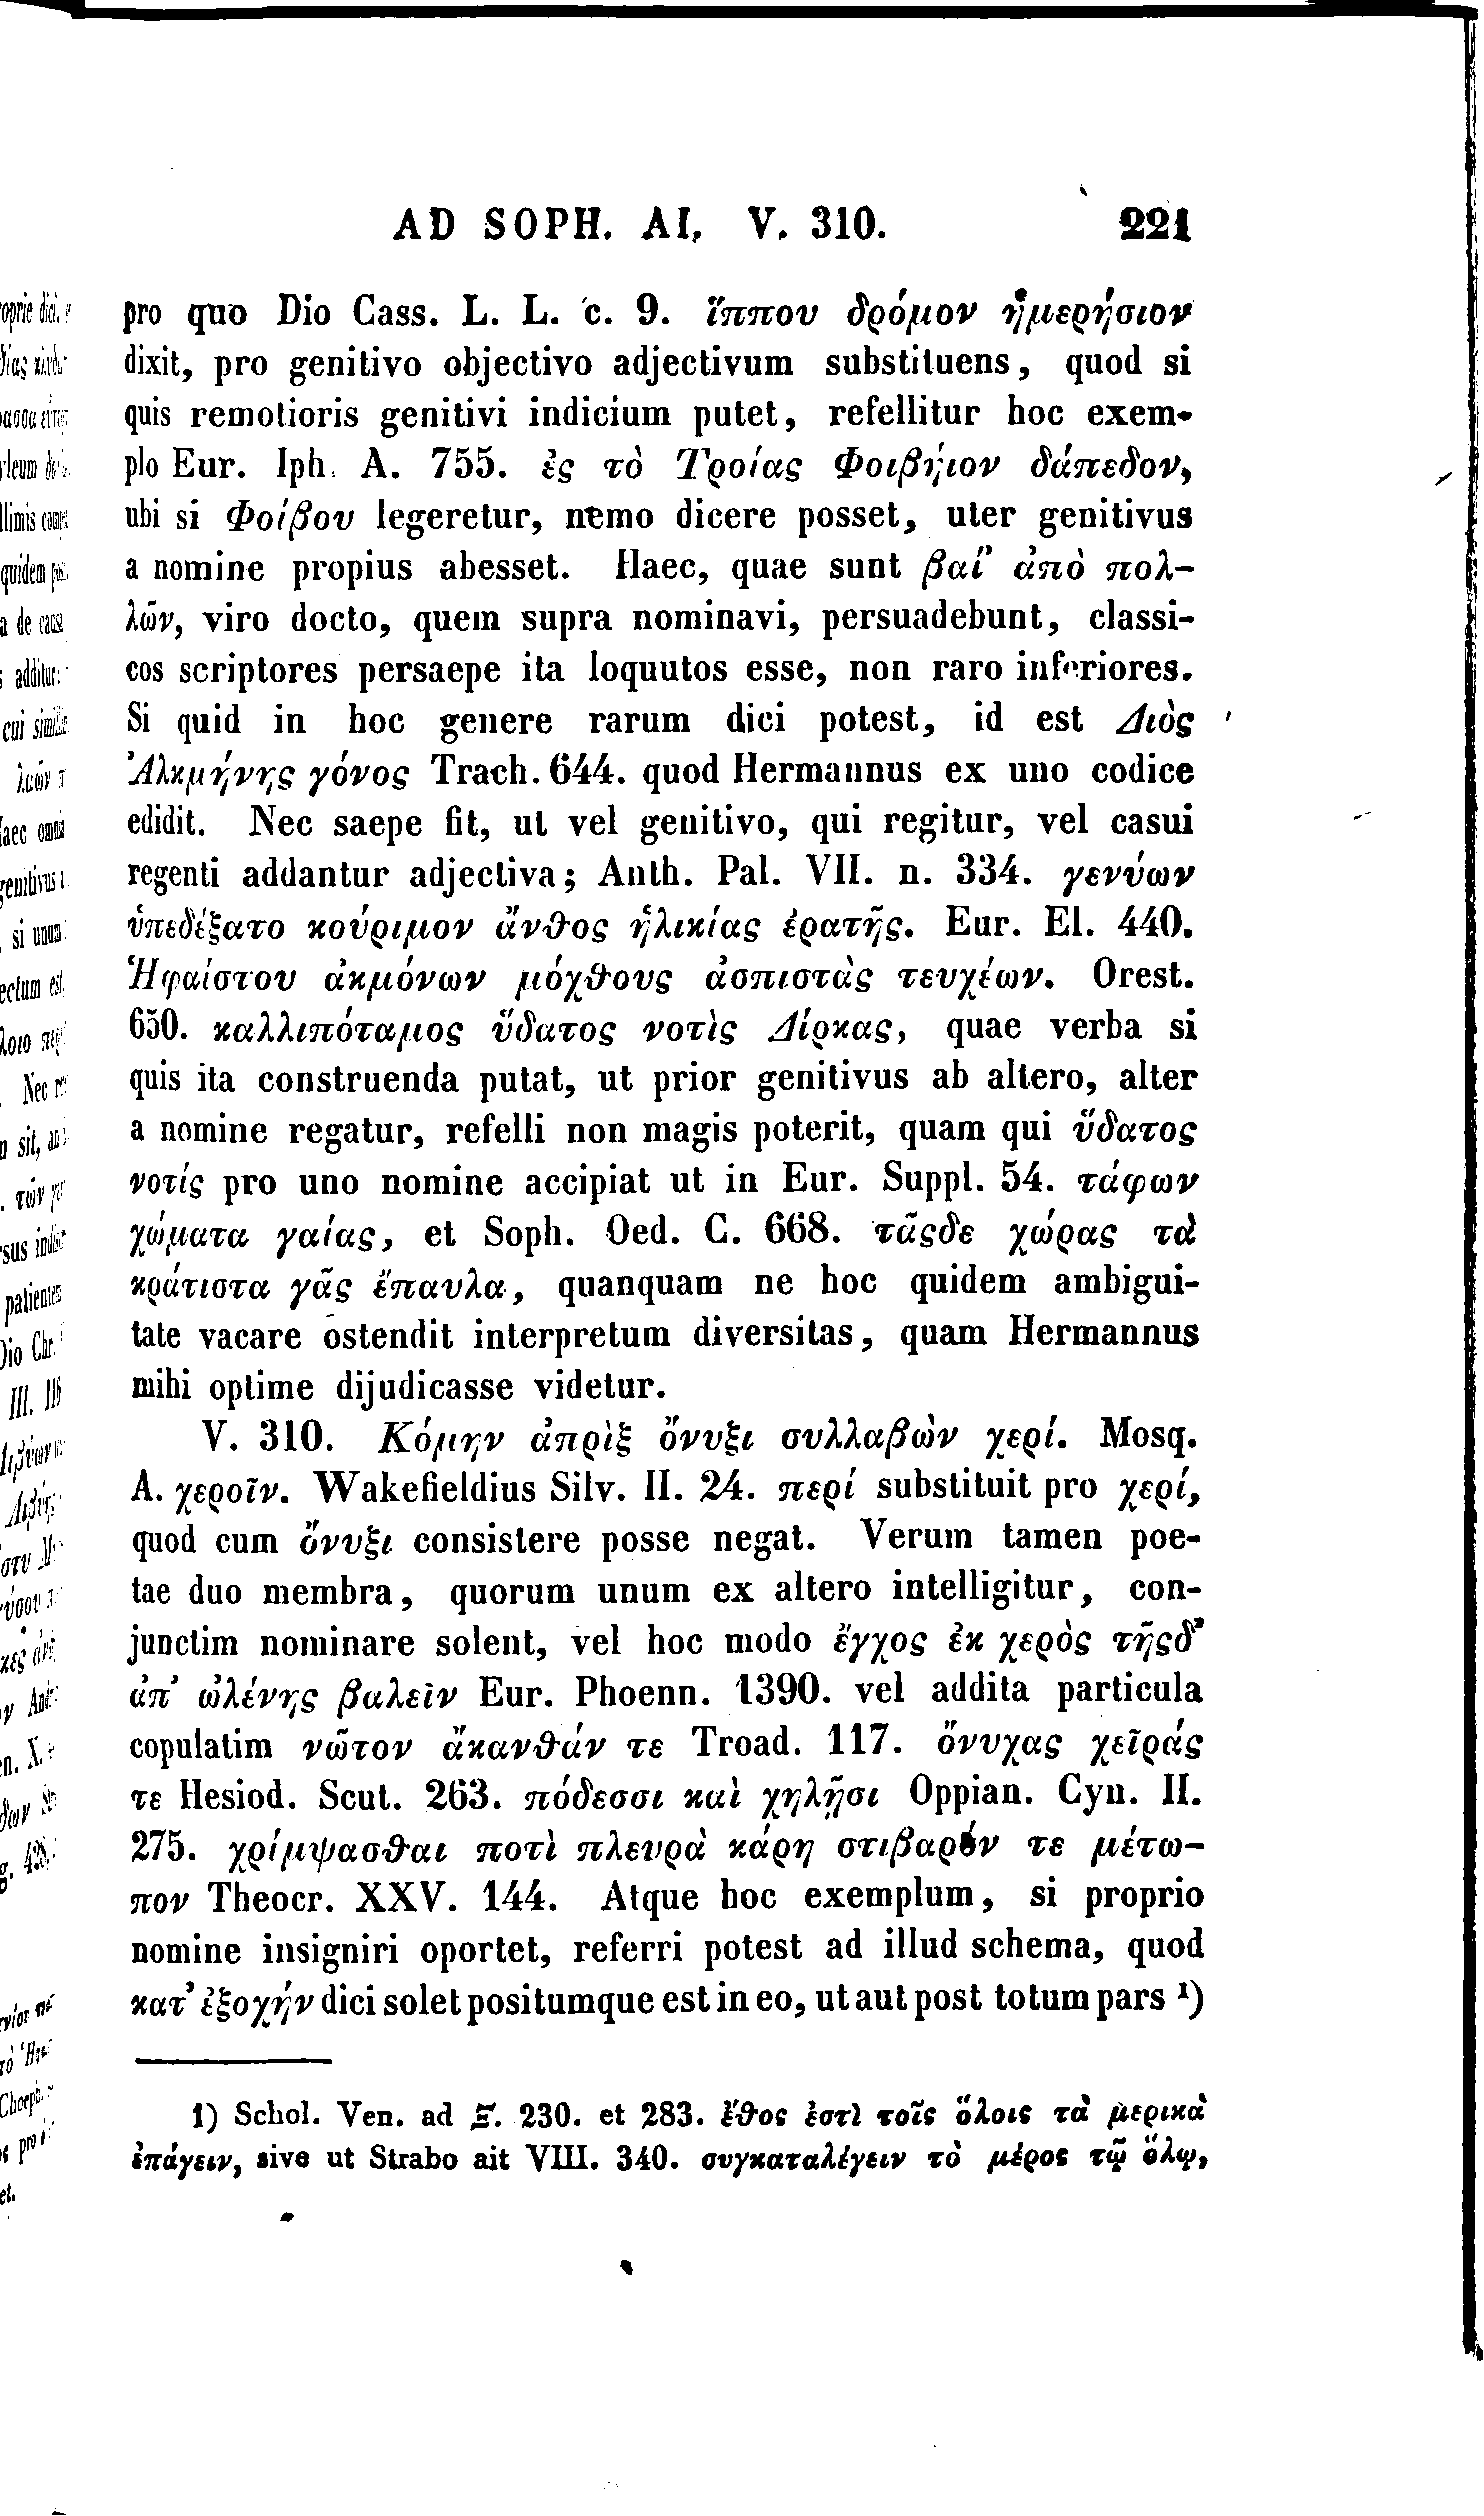 AD SOPH. AI. V. 310. 221
pro quo Dio Cass. L. L. c. 9. ἵππου δρόμον ἡμερήσιον
dixit, pro genitivo objectivo adjectivum substituens, quod si
quis remotioris genitivi indicium putet, refellitur hoc exem-
plo Eur. Iph. A. 755. ἐς τὸ Τροίας Φοιβήιον δάπεδον,
ubi si Φοίβου legeretur, nemo dicere posset, uter genitivus
a nomine propius abesset. Haec, quae sunt βαί᾽ ἀπὸ πολ-
λῶν, viro docto, quem supra nominavi, persuadebunt, classi-
cos scriptores persaepe ita loquutos esse, non raro inferiores.
Si quid in hoc genere rarum dici potest, id est Διὸς
Ἀλκμήνης γόνος Trach. 644. quod Hermannus ex uno codice
edidit. Nec saepe fit, ut vel genitivo, qui regitur, vel casui
regenti addantur adjectiva; Anth. Pal. VII. n. 334. γενύων
ὑπεδέξατο κούριμον ἄνθος ἡλικίας ἐρατῆς. Eur. El. 440.
Ἡφαίστου ἀκμόνων μόχθους ἀσπιστὰς τευχέων. Orest.
650. καλλιπόταμος ὕδατος νοτὶς Δίρκας, quae verba si
quis ita construenda putat, ut prior genitivus ab altero, alter
a nomine regatur, refelli non magis poterit, quam qui ὕδατος
νοτίς pro uno nomine accipiat ut in Eur. Suppl. 54. τάφων
χώματα γαίας, et Soph. Oed. C. 668. τᾶςδε χώρας τὰ
κράτιστα γᾶς ἔπαυλα, quanquam ne hoc quidem ambigui-
tate vacare ostendit interpretum diversitas, quam Hermannus
mihi optime dijudicasse videtur.
V. 310. Κόμην ἀπρὶξ ὄνυξι συλλαβὼν χερί. Mosq.
A. χεροῖν. Wakefieldius Silv. II. 24. περί substituit pro χερί,
quod cum ὄνυξι consistere posse negat. Verum tamen poe-
tae duo membra, quorum unum ex altero intelligitur, con-
junctim nominare solent, vel hoc modo ἔγχος ἐκ χερὸς τῆςδ᾽
ἀπ᾽ ὠλένης βαλεῖν Eur. Phoenn. 1390. vel addita particula
copulatim νῶτον ἄκανθάν τε Troad. 117. ὄνυχας χεῖράς
τε Hesiod. Scut. 263. πόδεσσι καὶ χηλῇσι Oppian. Cyn. II.
275. χρίμψασθαι ποτὶ πλευρὰ κάρη στιβαρόν τε μέτω-
πον Theocr. XXV. 144. Atque hoc exemplum, si proprio
nomine insigniri oportet, referri potest ad illud schema, quod
κατ᾽ ἐξοχήν dici solet positumque est in eo, ut aut post totum pars ¹)
1) Schol. Ven. ad Ξ. 230. et 283. ἔθος ἐστὶ τοῖς ὅλοις τὰ μερικὰ
ἐπάγειν, sive ut Strabo ait VIII. 340. συγκαταλέγειν τὸ μέρος τῷ ὅλῳ,